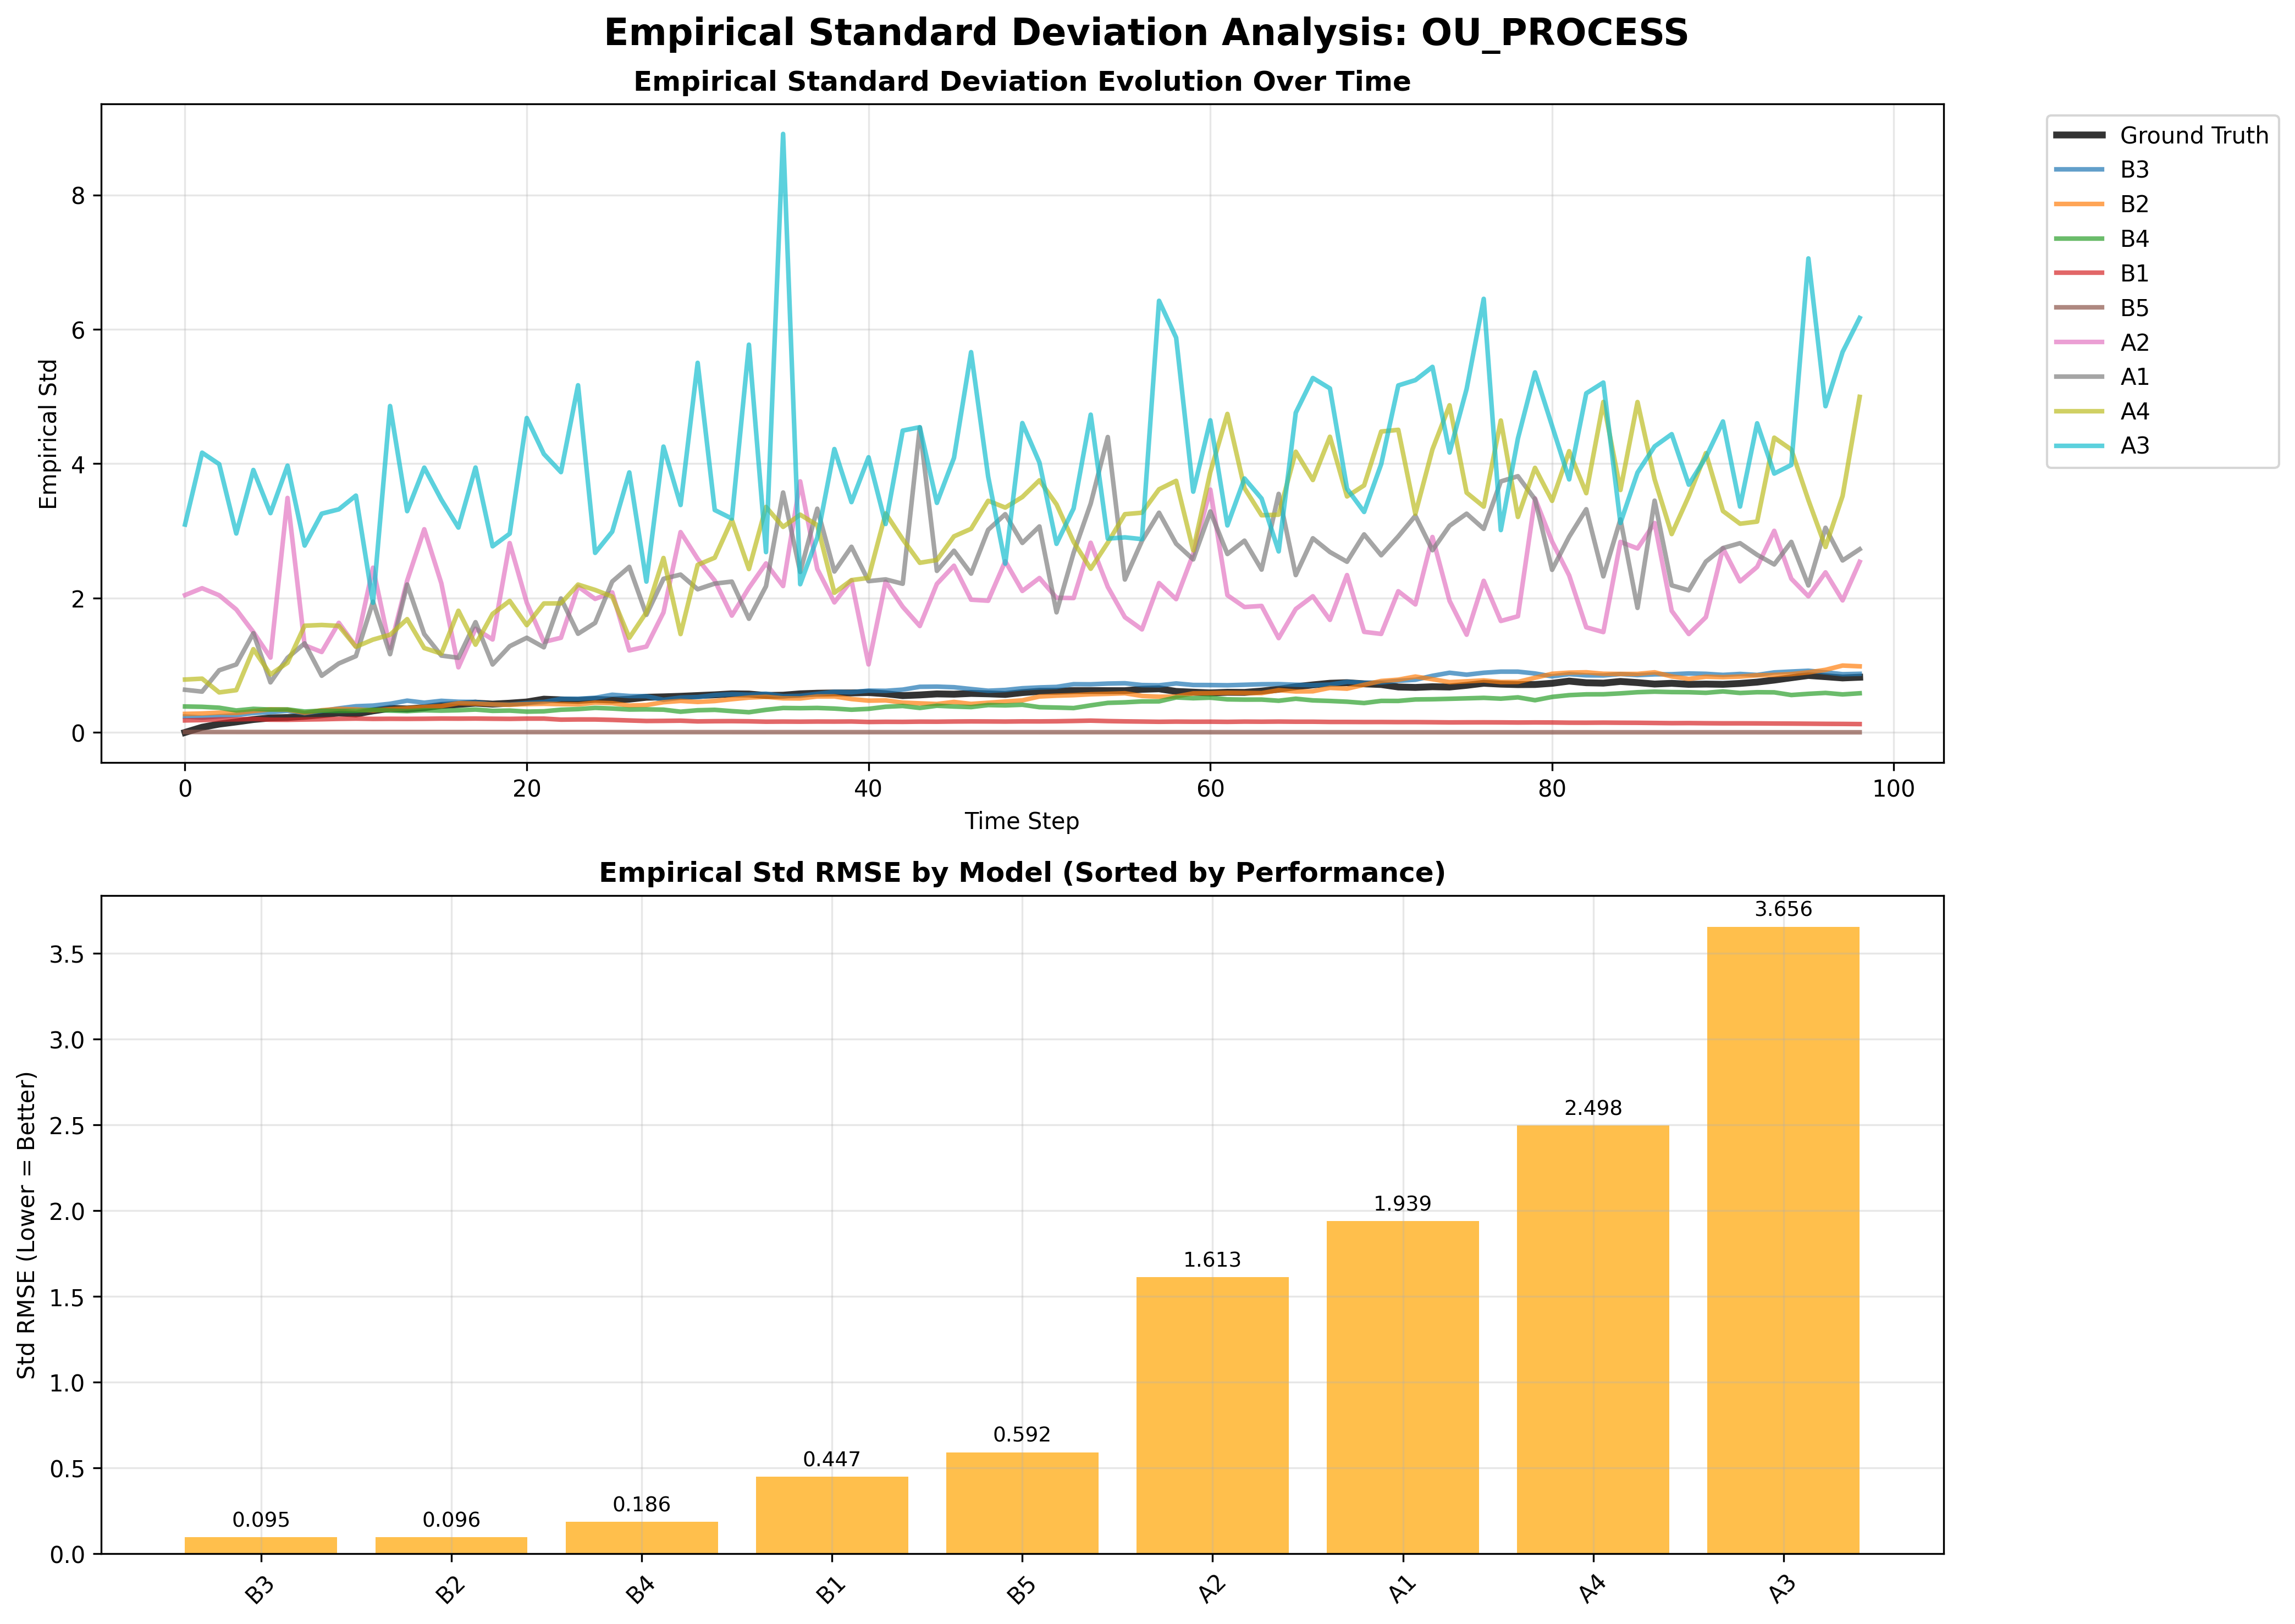 Empirical Standard Deviation Analysis: OU_PROCESS
Empirical Standard Deviation Evolution Over Time
Empirical Std
8
6
4
2
0
0 20 40 60 80 100
Time Step
Ground Truth
B3
B2
B4
B1
B5
A2
A1
A4
A3
Empirical Std RMSE by Model (Sorted by Performance)
Std RMSE (Lower = Better)
3.5
3.0
2.5
2.0
1.5
1.0
0.5
0.0
0.095
0.096
0.186
0.447
0.592
1.613
1.939
2.498
3.656
B3 B2 B4 B1 B5 A2 A1 A4 A3